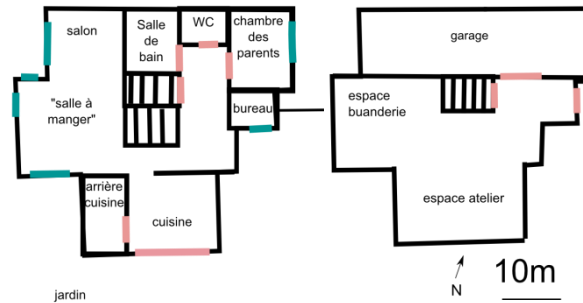 salon
Salle
de
bain
WC
chambre
des
parents
"salle à
manger"
bureau
arrière
cuisine
cuisine
jardin
garage
espace
buanderie
espace atelier
N
10m